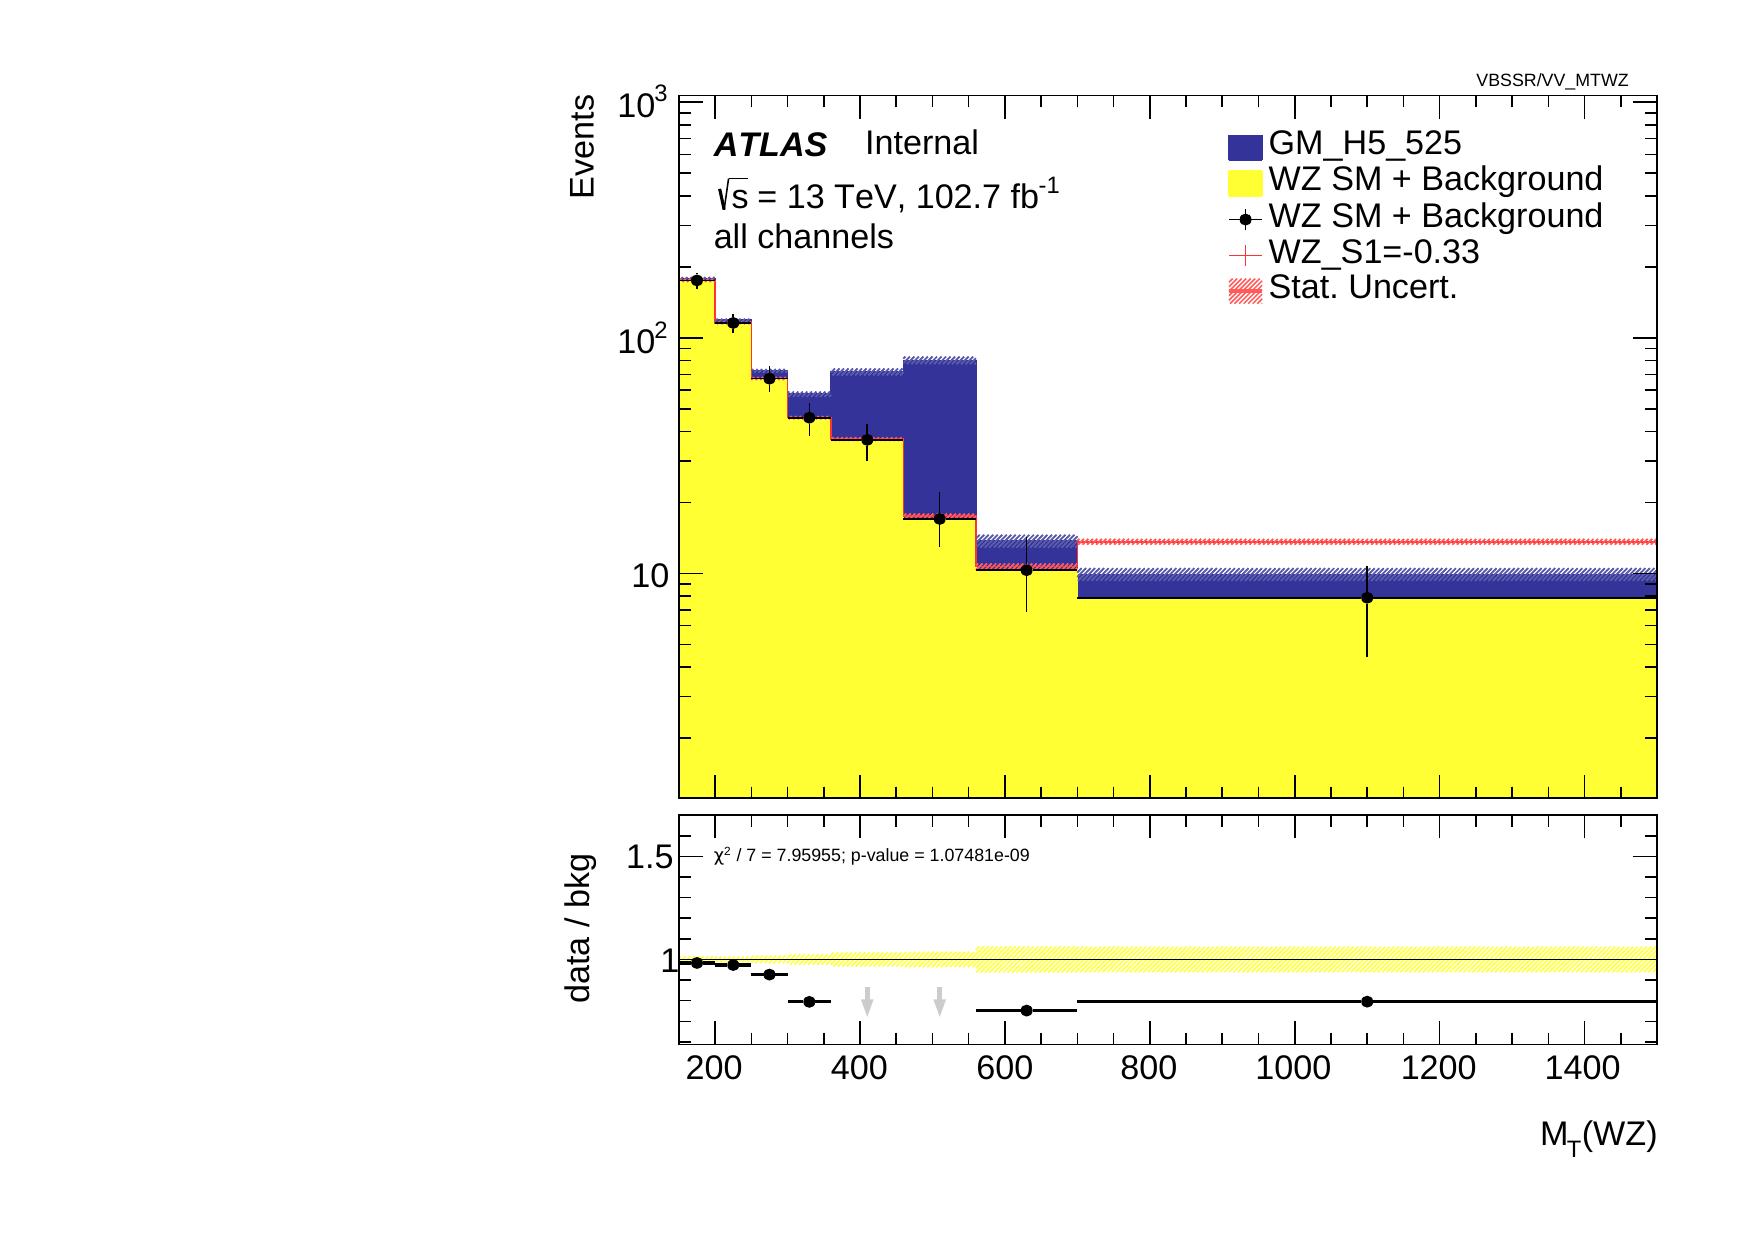 VBSSR/VV_MTWZ
Events
10³
10²
10
ATLAS Internal
√s = 13 TeV, 102.7 fb⁻¹
all channels
GM_H5_525
WZ SM + Background
WZ SM + Background
WZ_S1=-0.33
Stat. Uncert.
data / bkg
1.5
1
χ² / 7 = 7.95955; p-value = 1.07481e-09
200 400 600 800 1000 1200 1400
M_T(WZ)